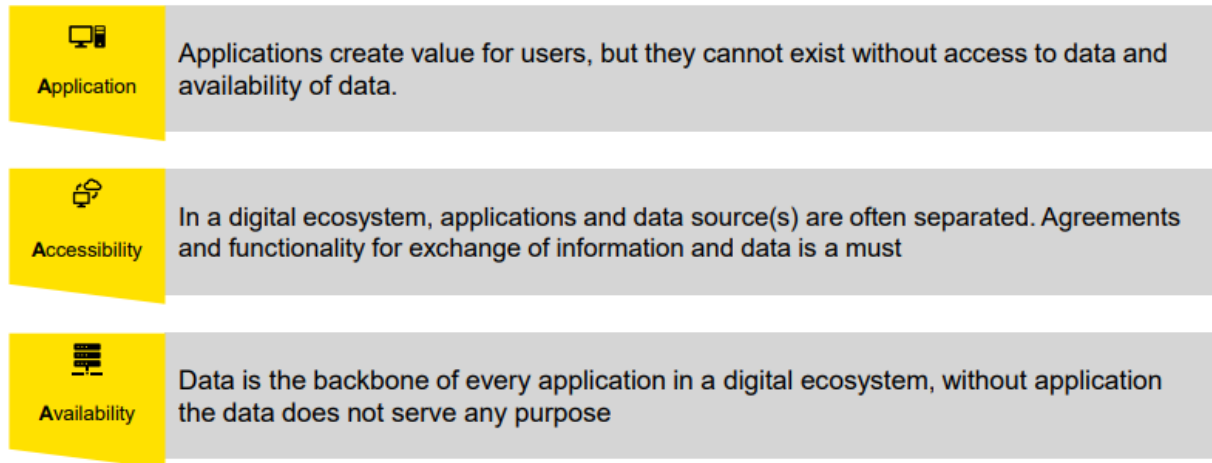 Application
Applications create value for users, but they cannot exist without access to data and
availability of data.
Accessibility
In a digital ecosystem, applications and data source(s) are often separated. Agreements
and functionality for exchange of information and data is a must
Availability
Data is the backbone of every application in a digital ecosystem, without application
the data does not serve any purpose